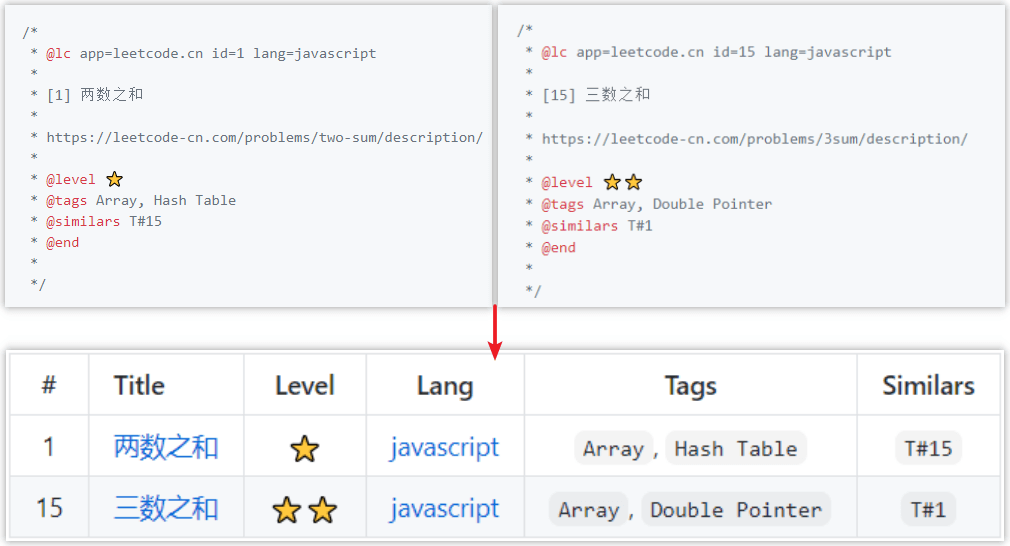 /*
 * @lc app=leetcode.cn id=1 lang=javascript
 *
 * [1] 两数之和
 *
 * https://leetcode-cn.com/problems/two-sum/description/
 *
 * @level ⭐
 * @tags Array, Hash Table
 * @similars T#15
 * @end
 *
 */
/*
 * @lc app=leetcode.cn id=15 lang=javascript
 *
 * [15] 三数之和
 *
 * https://leetcode-cn.com/problems/3sum/description/
 *
 * @level ⭐⭐
 * @tags Array, Double Pointer
 * @similars T#1
 * @end
 *
 */
# Title Level Lang Tags Similars
1 两数之和 ⭐ javascript Array, Hash Table T#15
15 三数之和 ⭐⭐ javascript Array, Double Pointer T#1